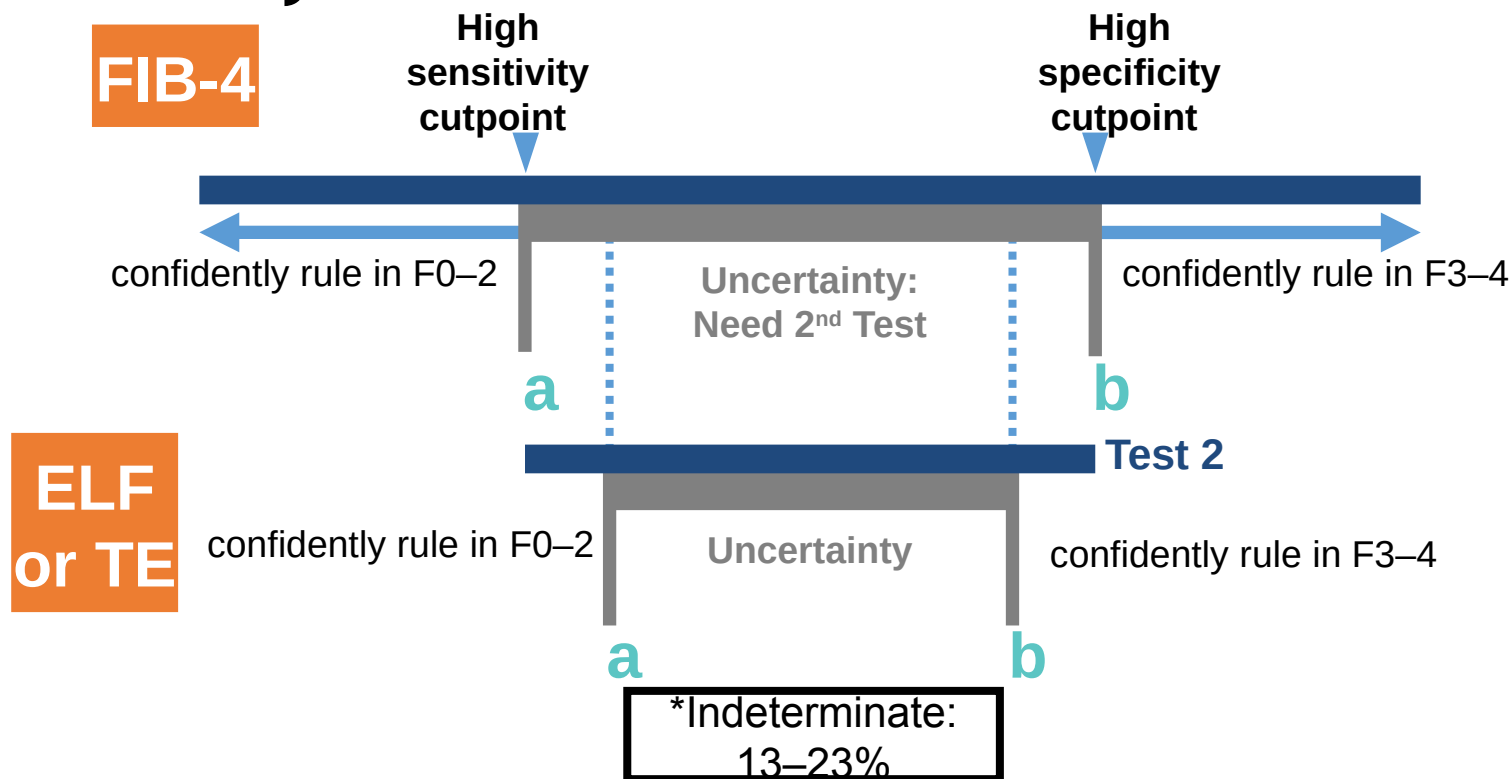 FIB-4
High
sensitivity
cutpoint
High
specificity
cutpoint
confidently rule in F0–2
Uncertainty:
Need 2nd Test
confidently rule in F3–4
a
b
Test 2
ELF
or TE
confidently rule in F0–2
Uncertainty
confidently rule in F3–4
a
b
*Indeterminate:
13–23%